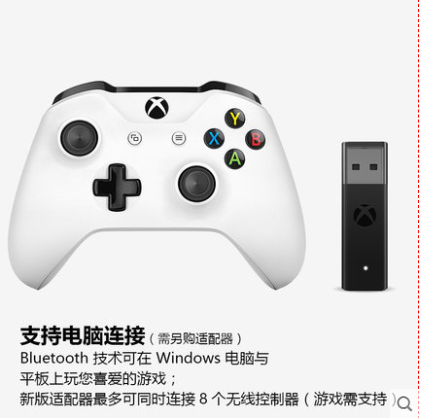 Y
X
B
A
支持电脑连接(需另购适配器)
Bluetooth 技术可在 Windows 电脑与
平板上玩您喜爱的游戏;
新版适配器最多可同时连接 8 个无线控制器(游戏需支持)